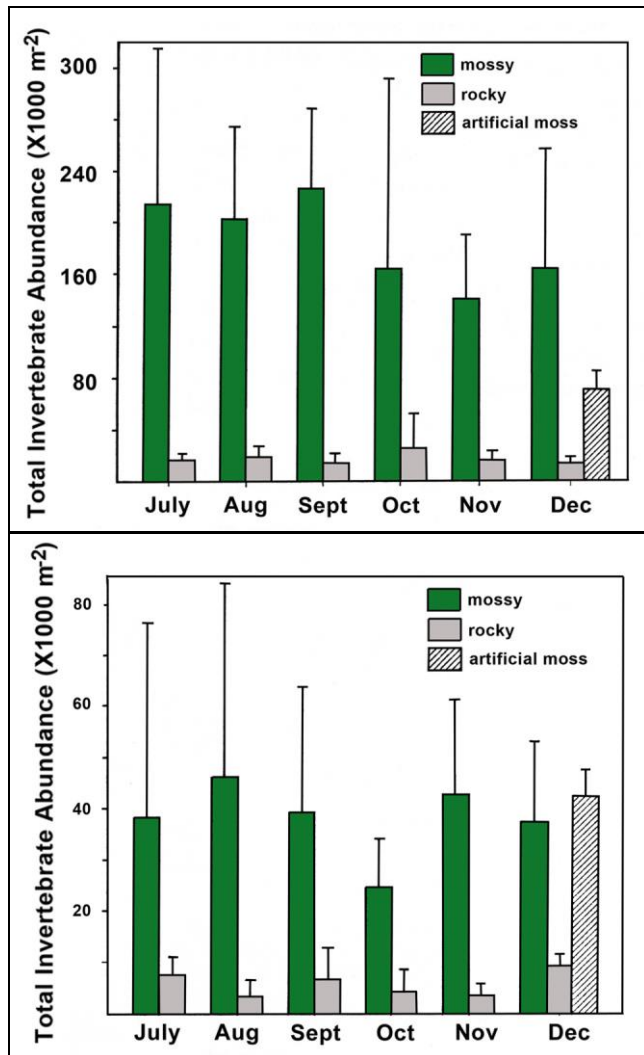 Total Invertebrate Abundance (X1000 m-2)
300
240
160
80
mossy
rocky
artificial moss
July Aug Sept Oct Nov Dec
Total Invertebrate Abundance (X1000 m-2)
80
60
40
20
mossy
rocky
artificial moss
July Aug Sept Oct Nov Dec